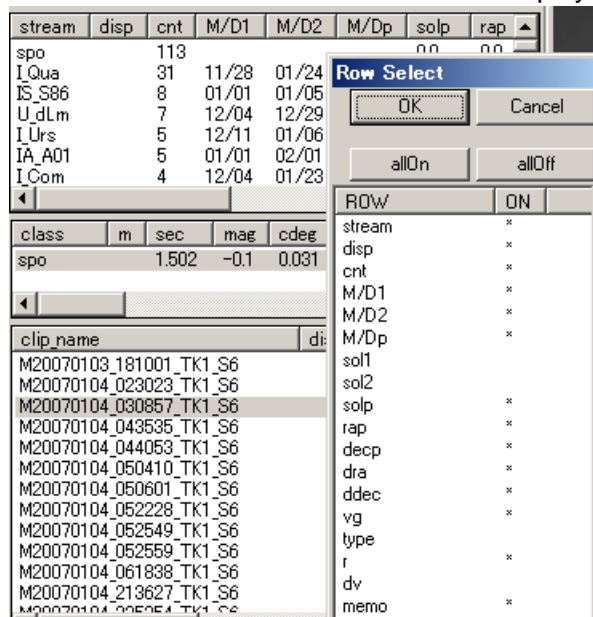 stream disp cnt M/D1 M/D2 M/Dp solp rap
spo 113 0.0 0.0
I_Qua 31 11/28 01/24
IS_S86 8 01/01 01/05
U_dLm 7 12/04 12/29
I_Urs 5 12/11 01/06
IA_A01 5 01/01 02/01
I_Com 4 12/04 01/23
class m sec mag cdeg
spo 1.502 -0.1 0.031
clip_name
M20070103_181001_TK1_S6
M20070104_023023_TK1_S6
M20070104_030857_TK1_S6
M20070104_043535_TK1_S6
M20070104_044053_TK1_S6
M20070104_050410_TK1_S6
M20070104_050601_TK1_S6
M20070104_052228_TK1_S6
M20070104_052549_TK1_S6
M20070104_052559_TK1_S6
M20070104_061838_TK1_S6
M20070104_213627_TK1_S6
Row Select
OK Cancel
allOn allOff
ROW ON
stream *
disp *
cnt *
M/D1 *
M/D2 *
M/Dp *
sol1
sol2
solp *
rap *
decp *
dra *
ddec *
vg *
type
r *
dv
memo *